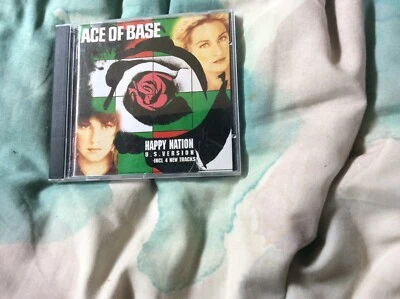 ACE OF BASE
HAPPY NATION
U.S.VERSION
INCL 4 NEW TRACKS